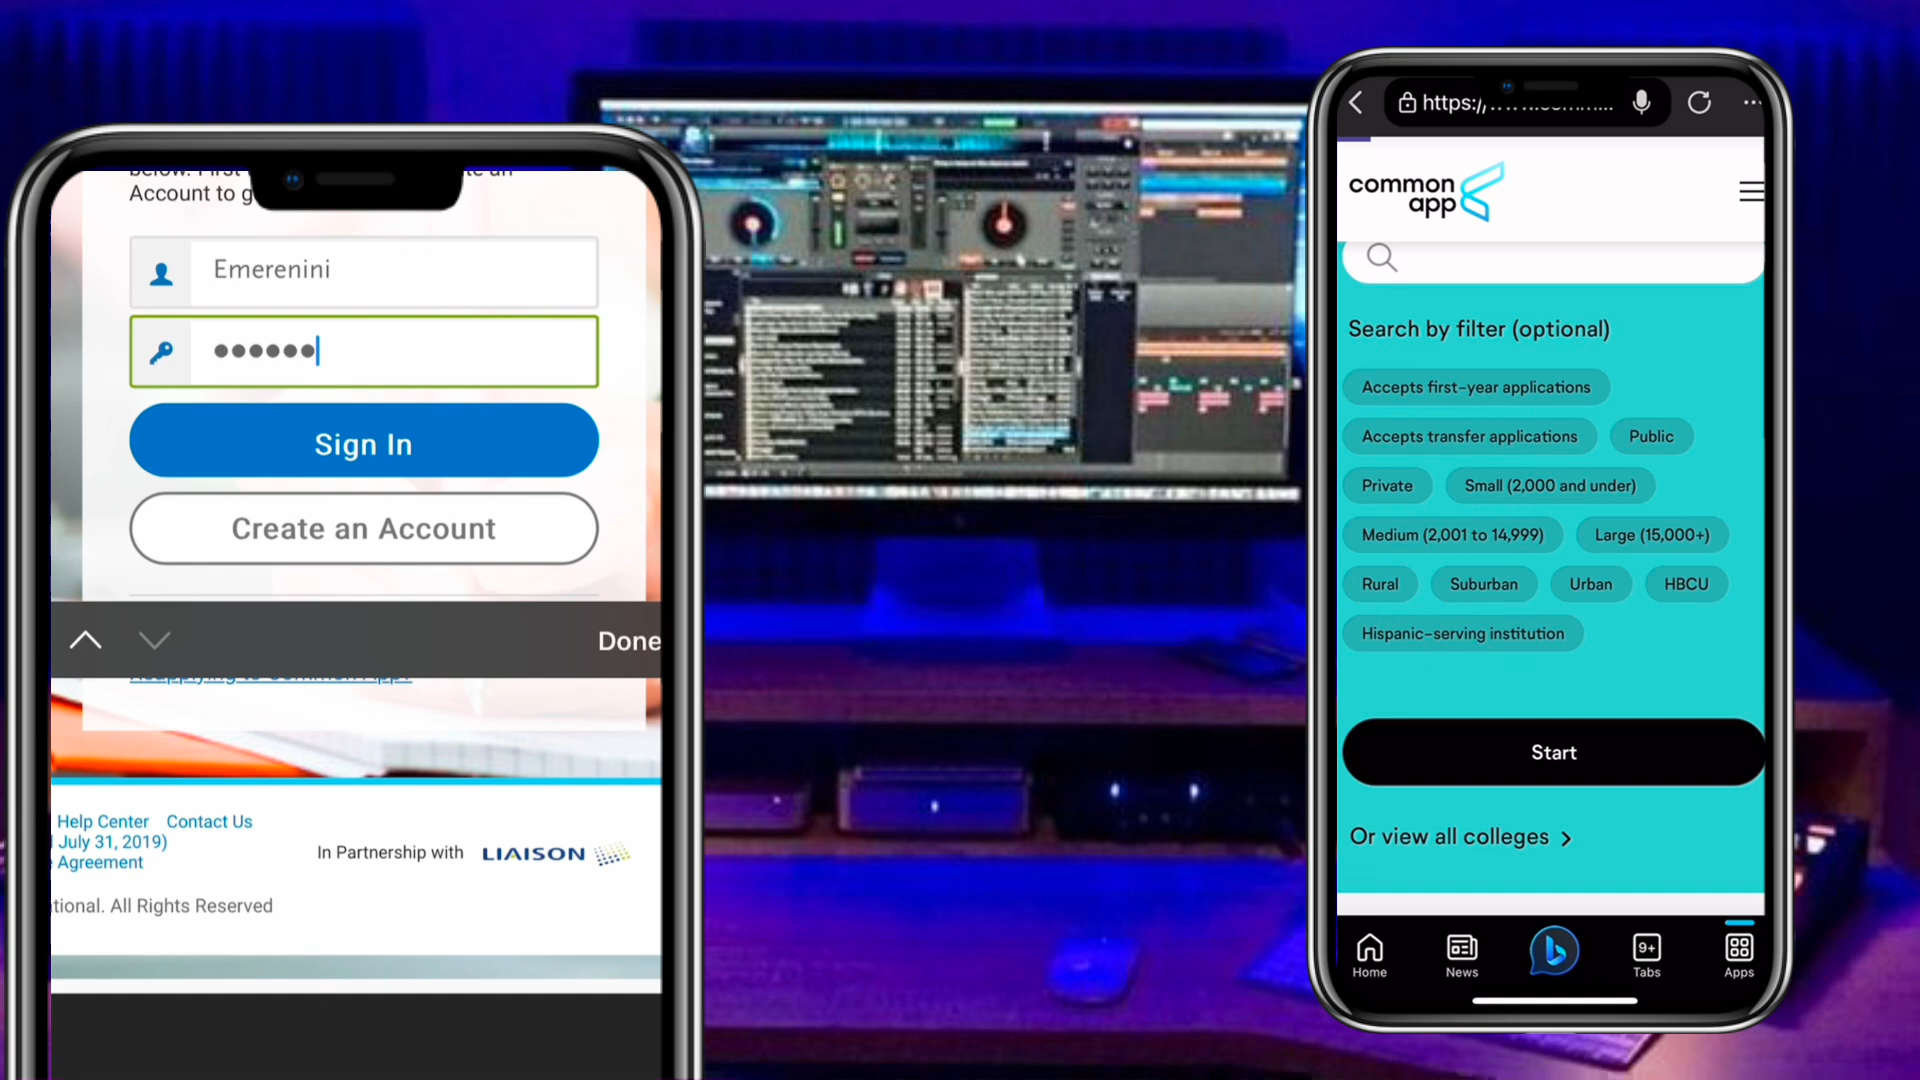 Account to g
Emerenini
Sign In
Create an Account
Done
Help Center Contact Us
July 31, 2019)
Agreement
In Partnership with LIAISON
tional. All Rights Reserved
https://
common
app
Search by filter (optional)
Accepts first-year applications
Accepts transfer applications
Public
Private
Small (2,000 and under)
Medium (2,001 to 14,999)
Large (15,000+)
Rural
Suburban
Urban
HBCU
Hispanic-serving institution
Start
Or view all colleges
9+
Home
News
Tabs
Apps